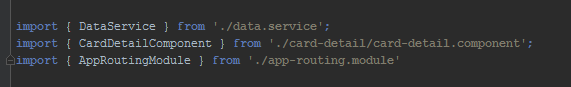 import { DataService } from './data.service';
import { CardDetailComponent } from './card-detail/card-detail.component';
import { AppRoutingModule } from './app-routing.module'